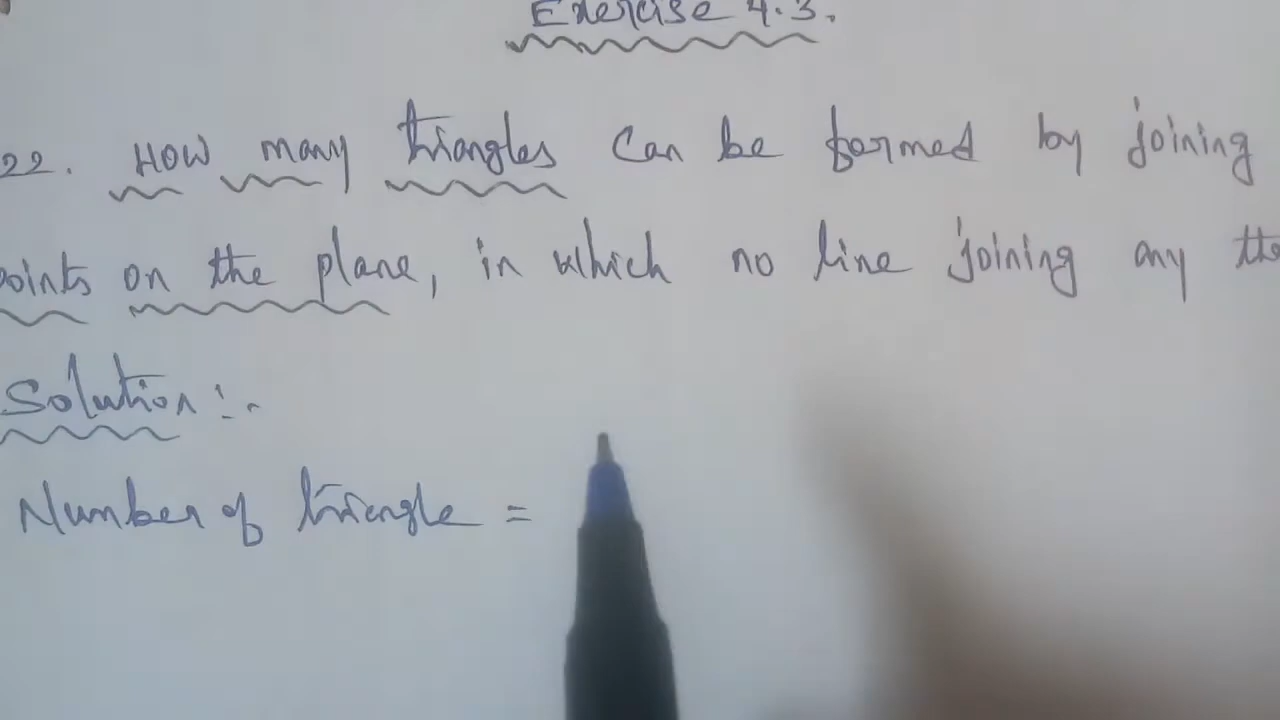 Exercise 4.3.
22. How many triangles can be formed by joining
points on the plane, in which no line joining any
Solution :-
Number of triangle =